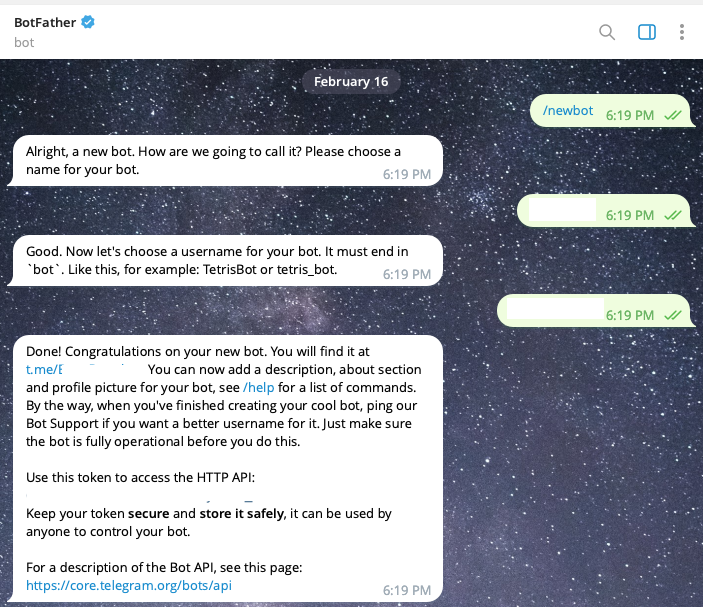 BotFather
bot
February 16
/newbot 6:19 PM
Alright, a new bot. How are we going to call it? Please choose a
name for your bot.
6:19 PM
6:19 PM
Good. Now let's choose a username for your bot. It must end in
`bot`. Like this, for example: TetrisBot or tetris_bot.
6:19 PM
6:19 PM
Done! Congratulations on your new bot. You will find it at
t.me/ You can now add a description, about section
and profile picture for your bot, see /help for a list of commands.
By the way, when you've finished creating your cool bot, ping our
Bot Support if you want a better username for it. Just make sure
the bot is fully operational before you do this.
Use this token to access the HTTP API:
Keep your token secure and store it safely, it can be used by
anyone to control your bot.
For a description of the Bot API, see this page:
https://core.telegram.org/bots/api
6:19 PM